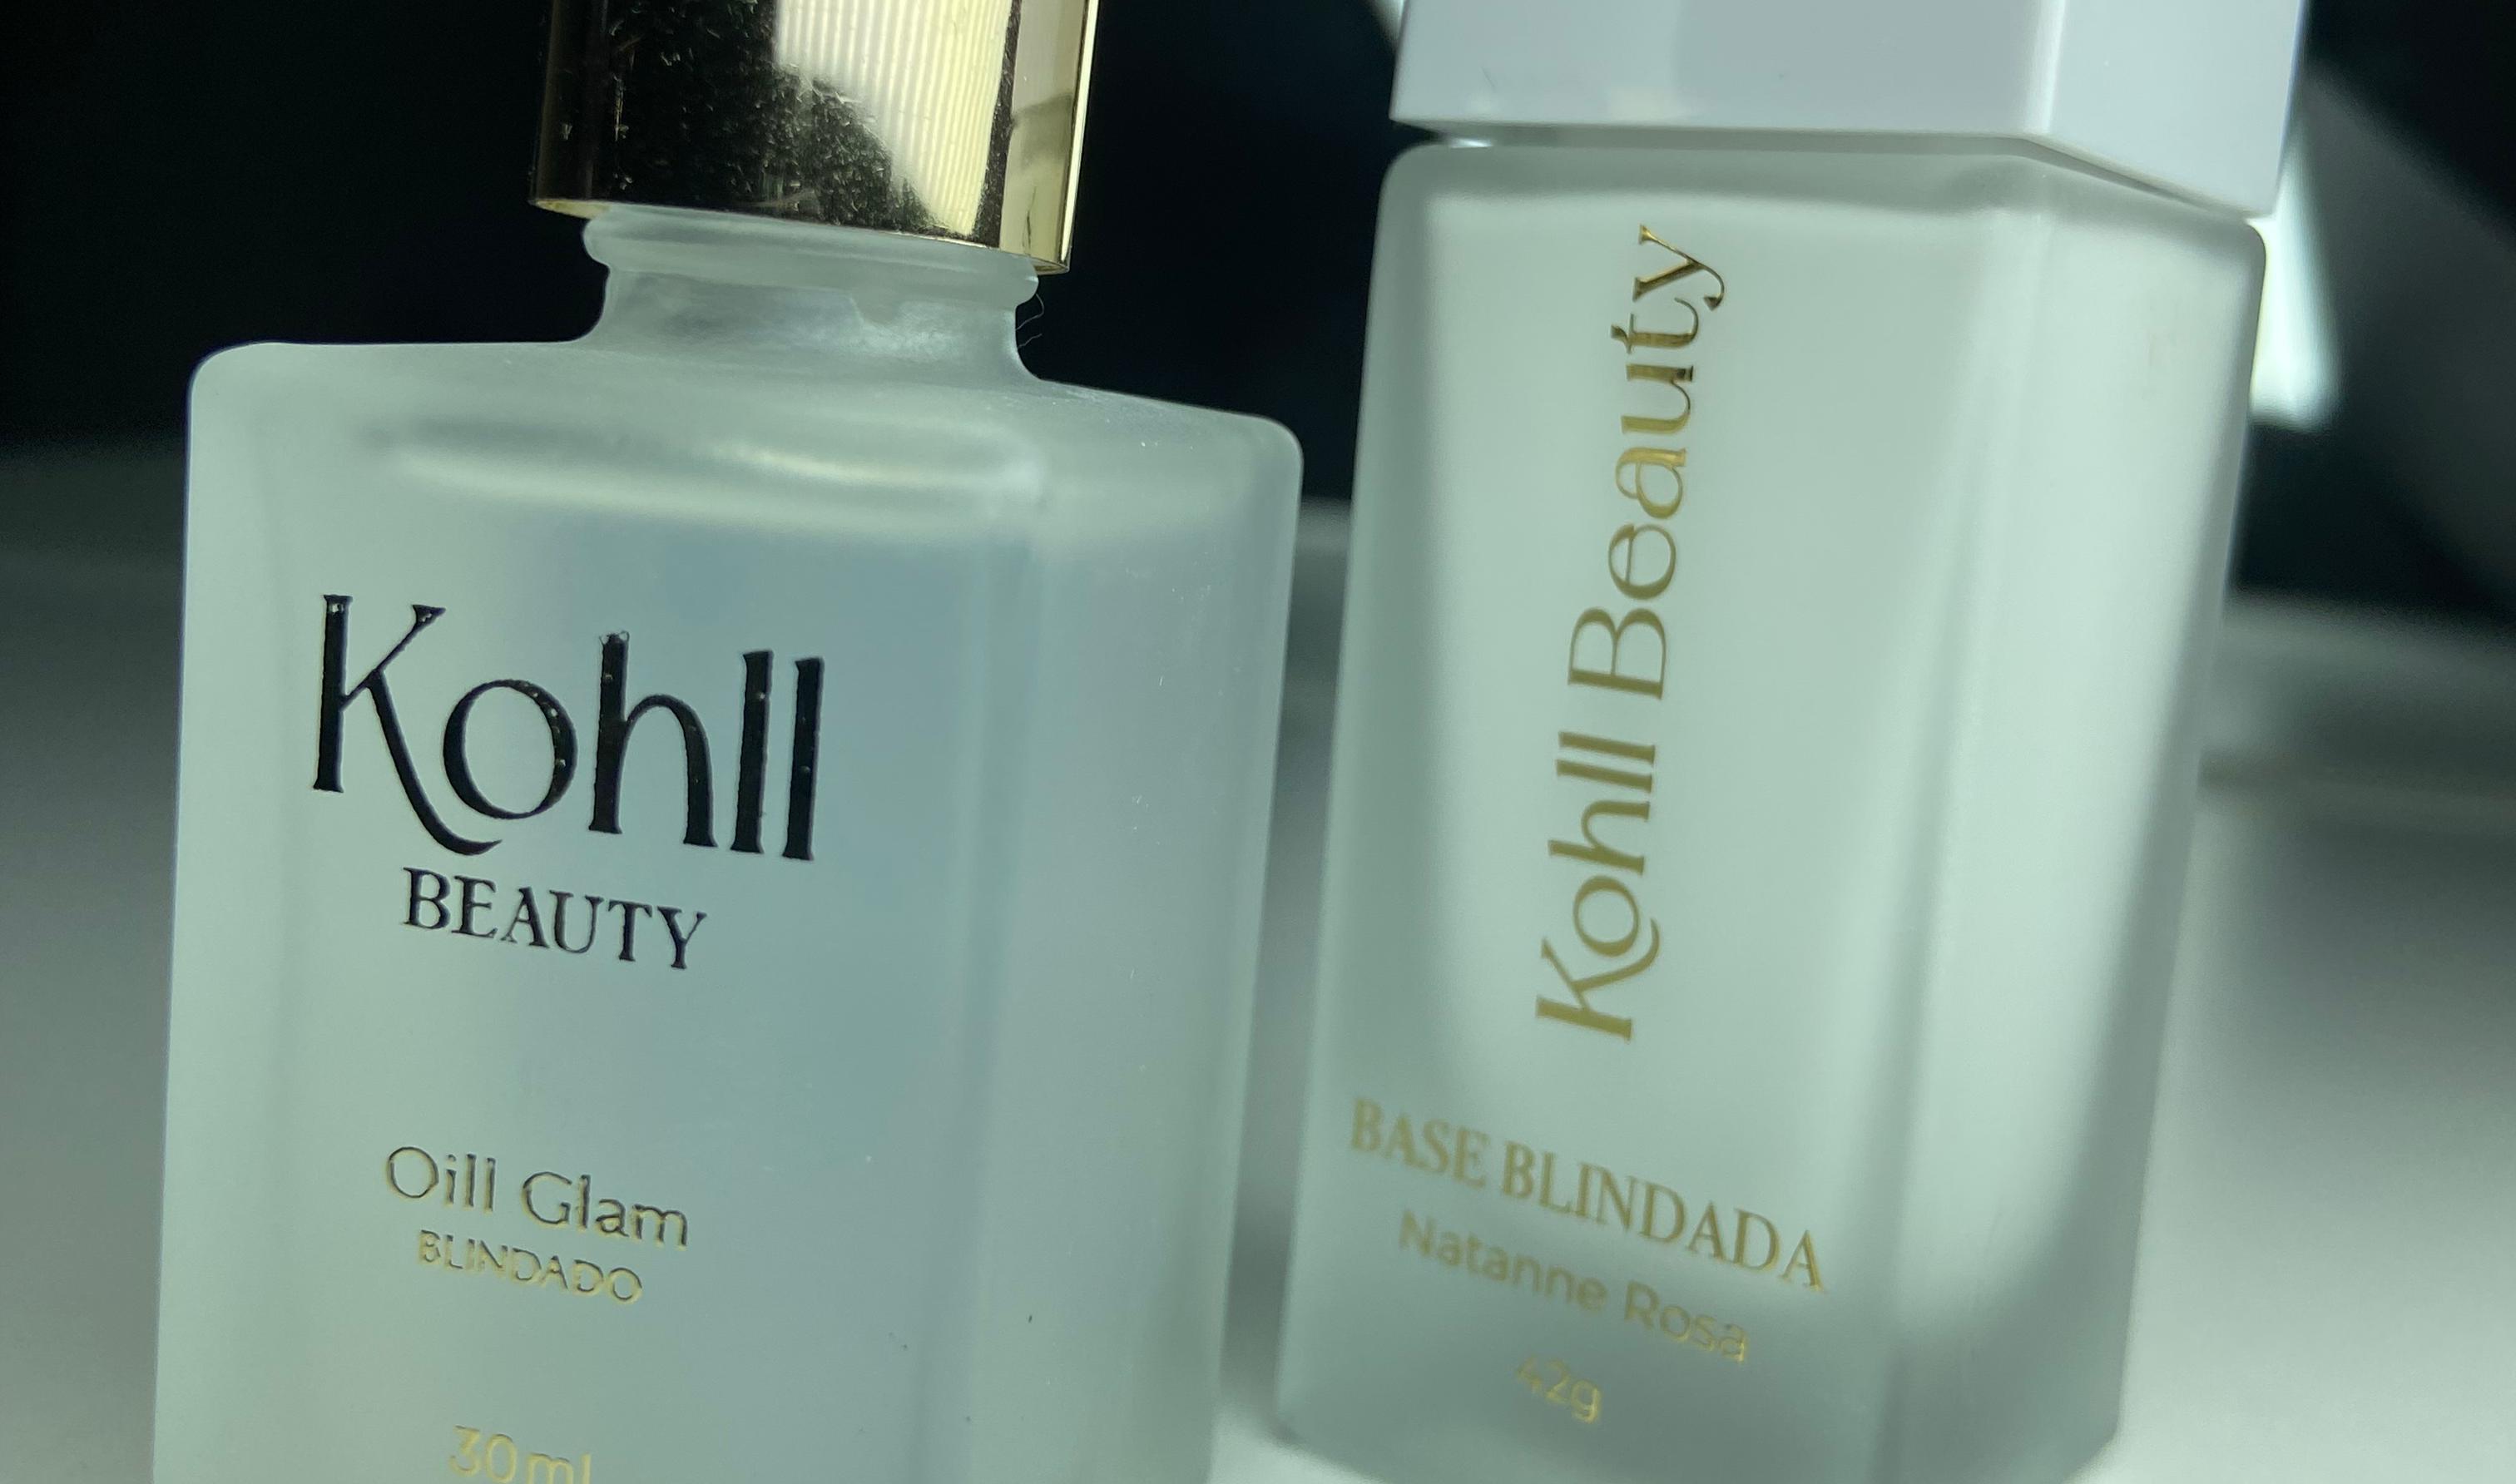 Kohll
BEAUTY
Oill Glam
BLINDADO
30ml
Kohll Beauty
BASE BLINDADA
Natanne Rosa
42g